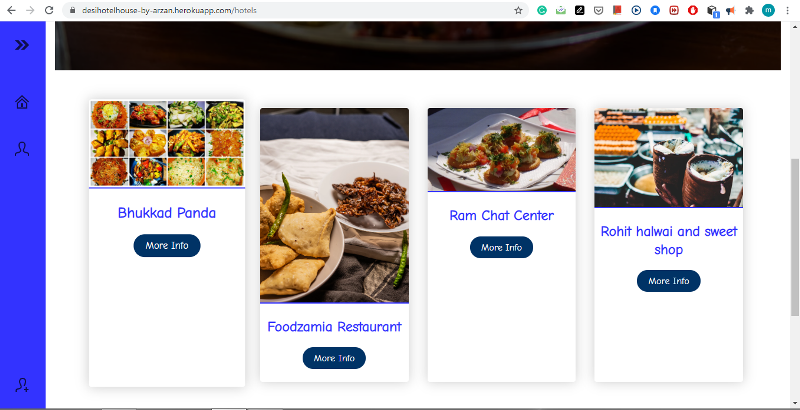 desihotelhouse-by-arzan.herokuapp.com/hotels
1
m
Bhukkad Panda
More Info
Foodzamia Restaurant
More Info
Ram Chat Center
More Info
Rohit halwai and sweet
shop
More Info